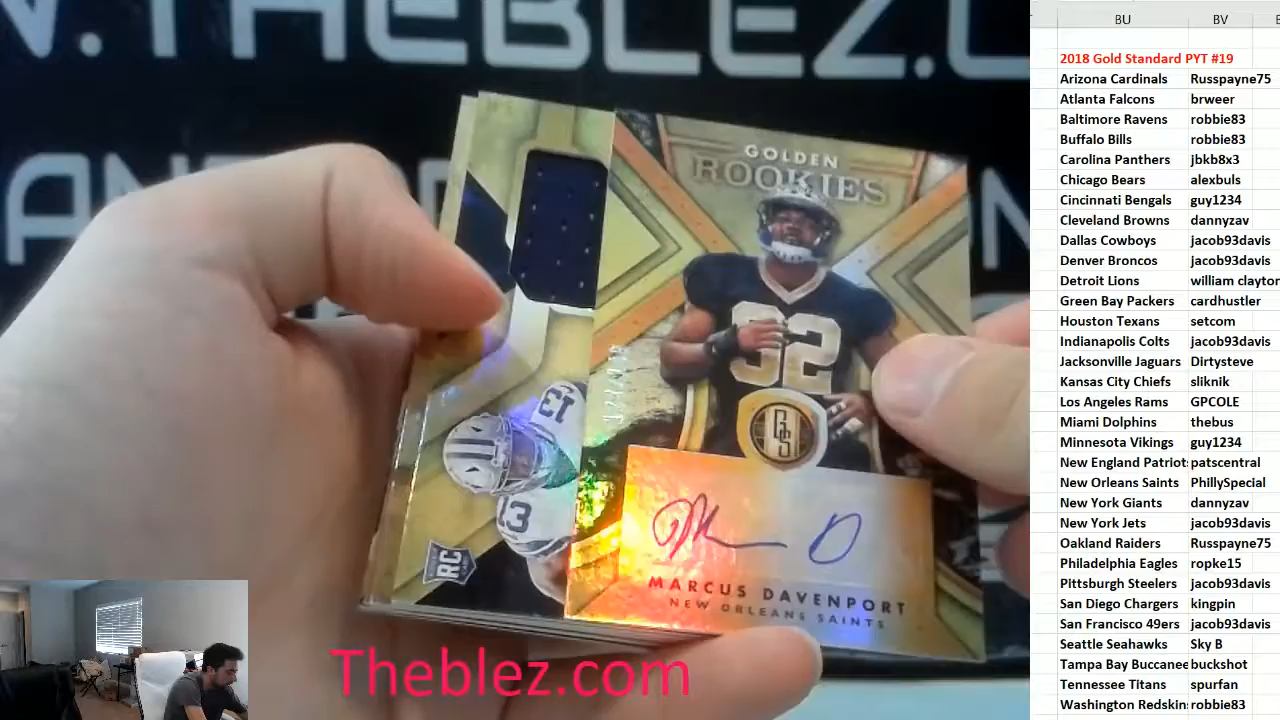 W.THEBLEZ.C
GOLDEN
ROOKIES
92
GS
MARCUS DAVENPORT
NEW ORLEANS SAINTS
13
13
RC
Theblez.com
BU BV
2018 Gold Standard PYT #19
Arizona Cardinals Russpayne75
Atlanta Falcons brweer
Baltimore Ravens robbie83
Buffalo Bills robbie83
Carolina Panthers jbkb8x3
Chicago Bears alexbuls
Cincinnati Bengals guy1234
Cleveland Browns dannyzav
Dallas Cowboys jacob93davis
Denver Broncos jacob93davis
Detroit Lions william clayton
Green Bay Packers cardhustler
Houston Texans setcom
Indianapolis Colts jacob93davis
Jacksonville Jaguars Dirtysteve
Kansas City Chiefs sliknik
Los Angeles Rams GPCOLE
Miami Dolphins thebus
Minnesota Vikings guy1234
New England Patriot patscentral
New Orleans Saints PhillySpecial
New York Giants dannyzav
New York Jets jacob93davis
Oakland Raiders Russpayne75
Philadelphia Eagles ropke15
PIttsburgh Steelers jacob93davis
San Diego Chargers kingpin
San Francisco 49ers jacob93davis
Seattle Seahawks Sky B
Tampa Bay Buccanee buckshot
Tennessee Titans spurfan
Washington Redskin robbie83